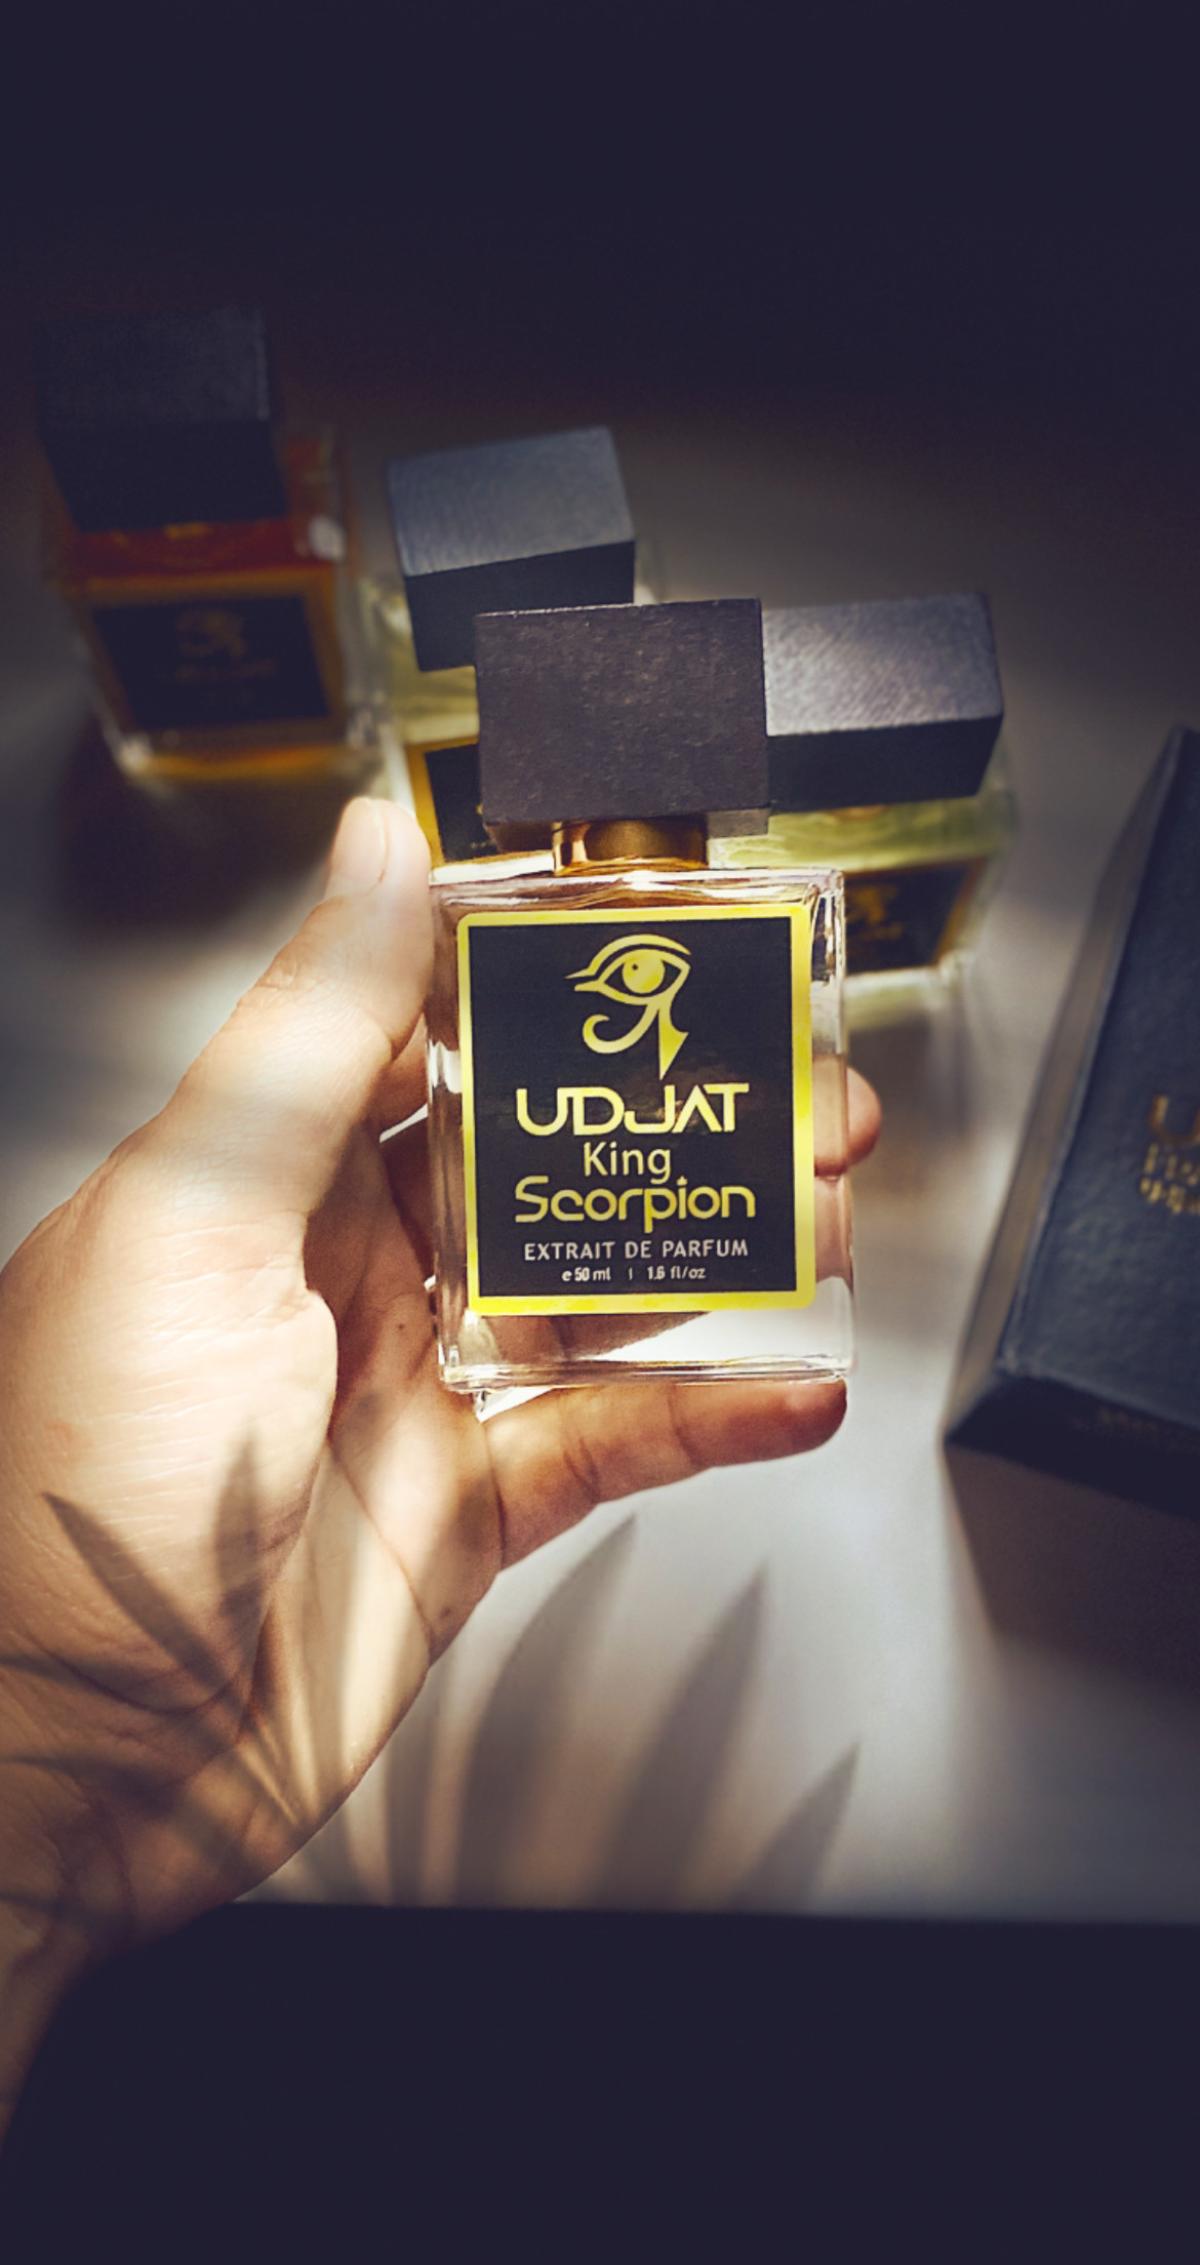 UDJAT
King
Scorpion
EXTRAIT DE PARFUM
e 50 ml | 1.6 fl/oz